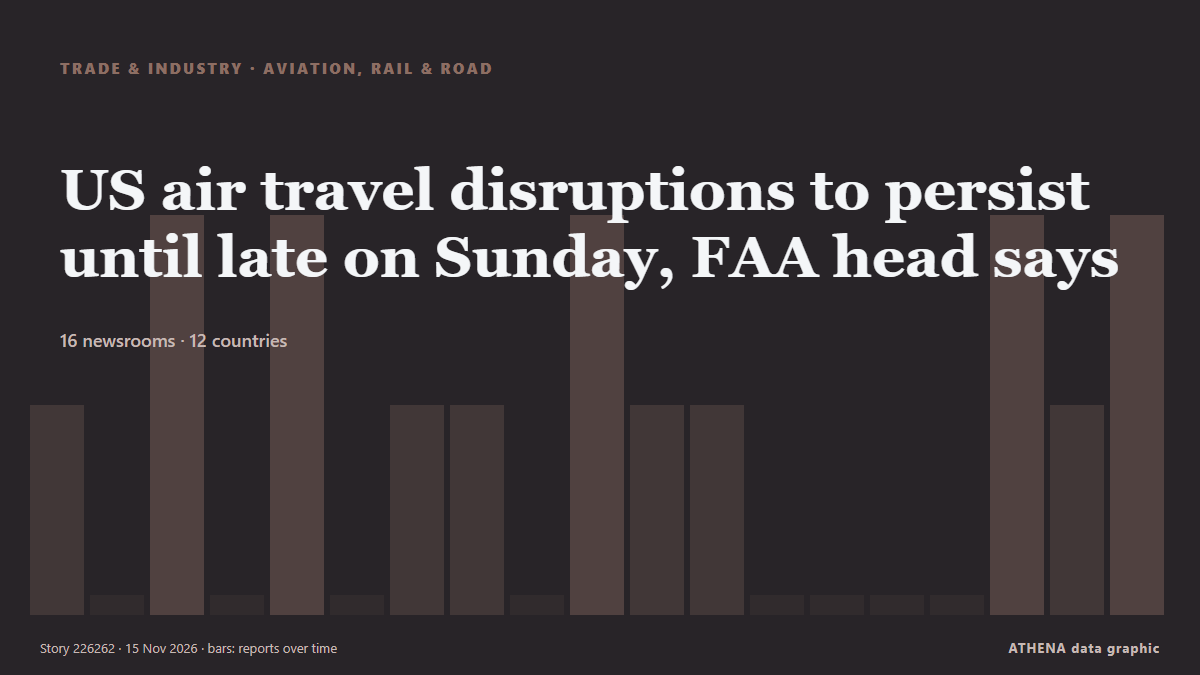 TRADE & INDUSTRY · AVIATION, RAIL & ROAD
US air travel disruptions to persist
until late on Sunday, FAA head says
16 newsrooms · 12 countries
Story 226262 · 15 Nov 2026 · bars: reports over time
ATHENA data graphic